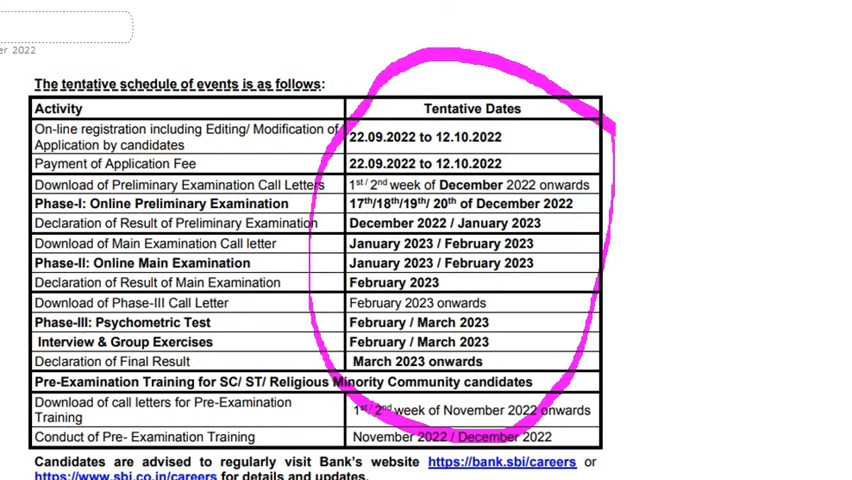 er 2022
The tentative schedule of events is as follows:
Activity Tentative Dates
On-line registration including Editing/ Modification of
Application by candidates 22.09.2022 to 12.10.2022
Payment of Application Fee 22.09.2022 to 12.10.2022
Download of Preliminary Examination Call Letters 1st / 2nd week of December 2022 onwards
Phase-I: Online Preliminary Examination 17th/18th/19th/ 20th of December 2022
Declaration of Result of Preliminary Examination December 2022 / January 2023
Download of Main Examination Call letter January 2023 / February 2023
Phase-II: Online Main Examination January 2023 / February 2023
Declaration of Result of Main Examination February 2023
Download of Phase-III Call Letter February 2023 onwards
Phase-III: Psychometric Test February / March 2023
Interview & Group Exercises February / March 2023
Declaration of Final Result March 2023 onwards
Pre-Examination Training for SC/ ST/ Religious Minority Community candidates
Download of call letters for Pre-Examination
Training 1st / 2nd week of November 2022 onwards
Conduct of Pre- Examination Training November 2022 / December 2022
Candidates are advised to regularly visit Bank's website https://bank.sbi/careers or
https://www.sbi.co.in/careers for details and updates.